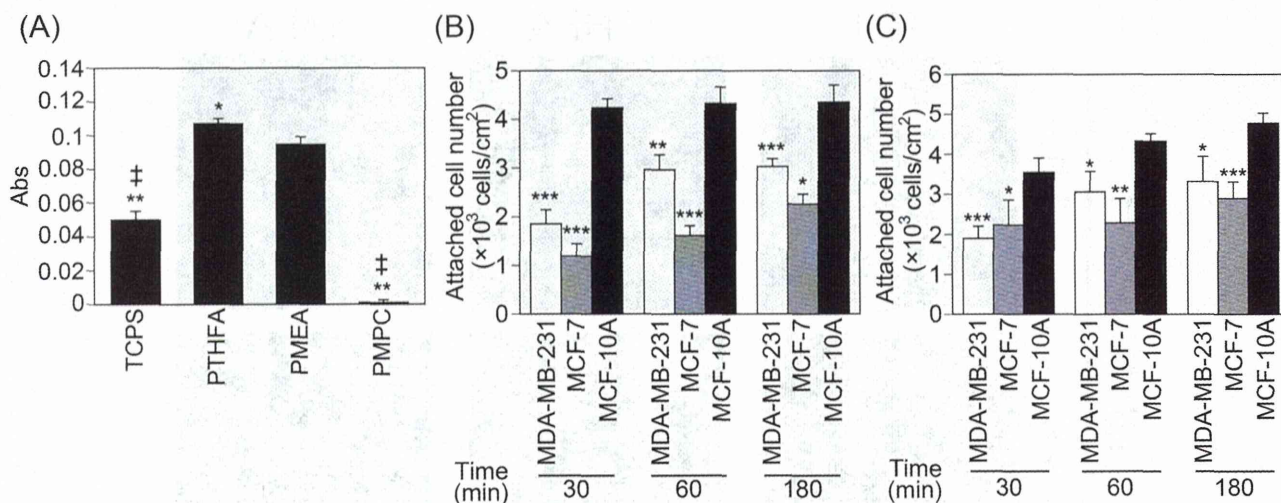 (A)
0.14
0.12
0.1
0.08
0.06
0.04
0.02
0
Abs
‡
**
*
‡
**
TCPS
PTHFA
PMEA
PMPC
(B)
5
4
3
2
1
0
Attached cell number
(×10³ cells/cm²)
***
***
**
***
***
*
MDA-MB-231
MCF-7
MCF-10A
MDA-MB-231
MCF-7
MCF-10A
MDA-MB-231
MCF-7
MCF-10A
Time
(min)
30
60
180
(C)
6
5
4
3
2
1
0
Attached cell number
(×10³ cells/cm²)
***
*
*
**
*
***
MDA-MB-231
MCF-7
MCF-10A
MDA-MB-231
MCF-7
MCF-10A
MDA-MB-231
MCF-7
MCF-10A
Time
(min)
30
60
180